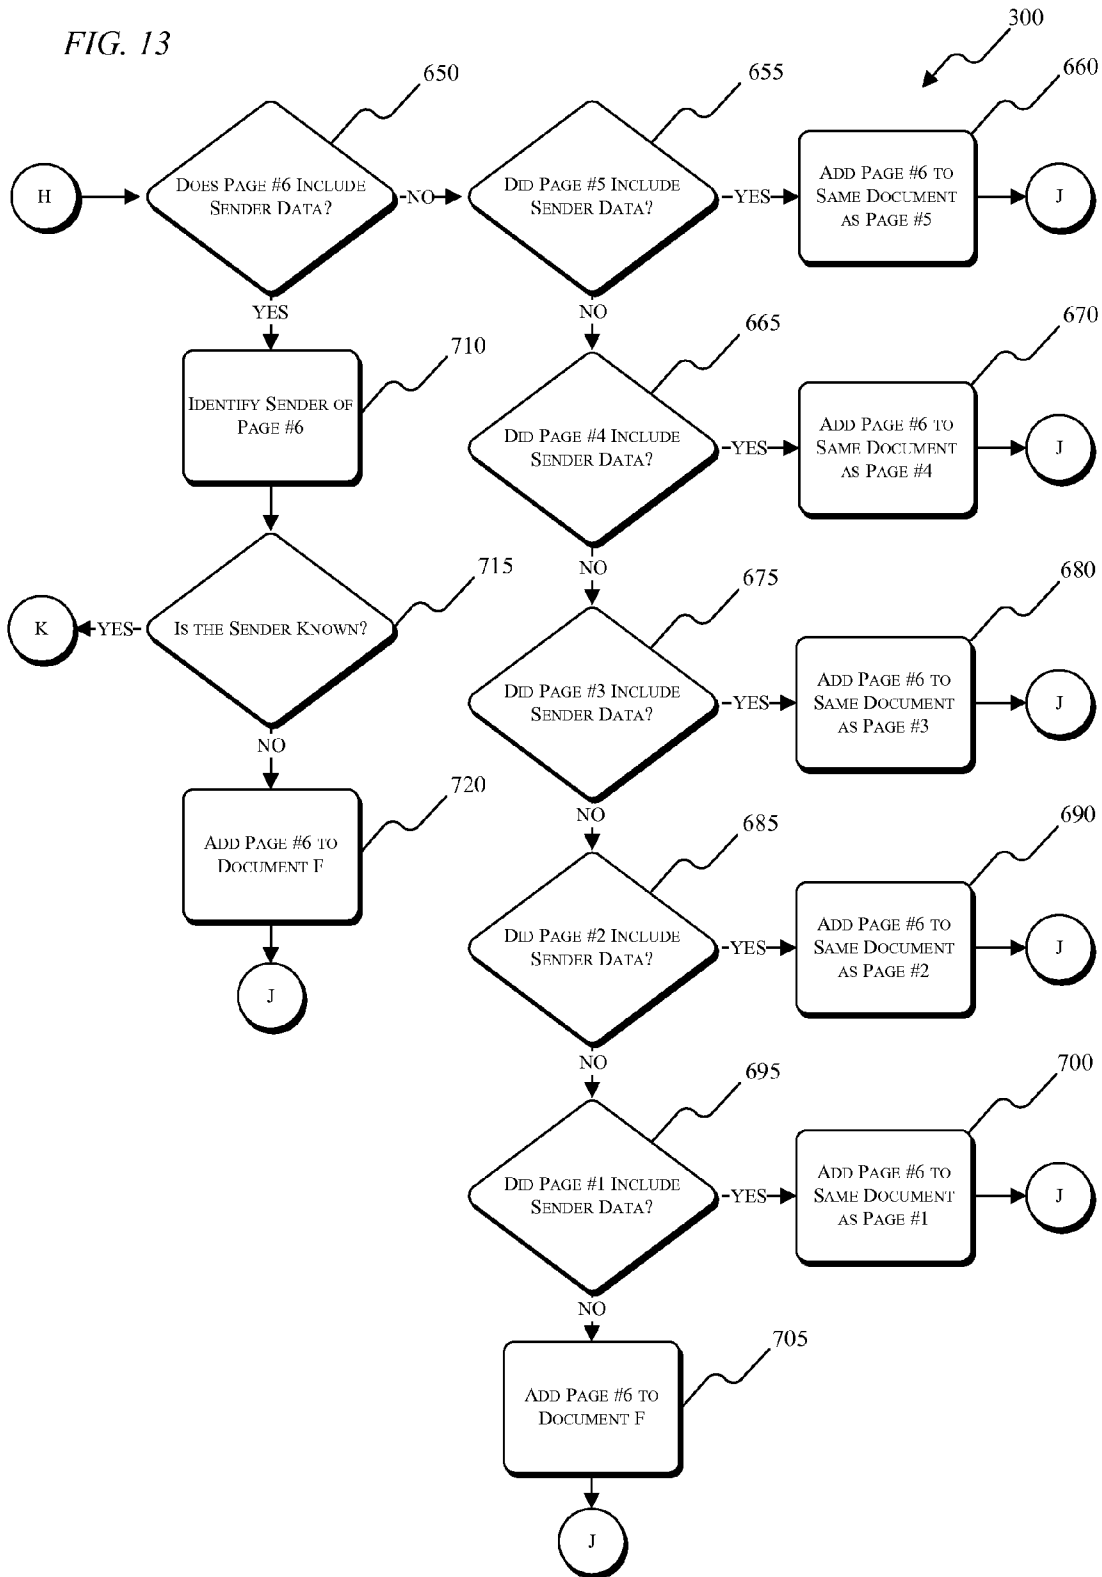 FIG. 13
300
650
655
660
H
DOES PAGE #6 INCLUDE
SENDER DATA?
NO
DID PAGE #5 INCLUDE
SENDER DATA?
YES
ADD PAGE #6 TO
SAME DOCUMENT
AS PAGE #5
J
YES
NO
710
665
670
IDENTIFY SENDER OF
PAGE #6
DID PAGE #4 INCLUDE
SENDER DATA?
YES
ADD PAGE #6 TO
SAME DOCUMENT
AS PAGE #4
J
NO
715
675
680
K
YES
IS THE SENDER KNOWN?
DID PAGE #3 INCLUDE
SENDER DATA?
YES
ADD PAGE #6 TO
SAME DOCUMENT
AS PAGE #3
J
NO
NO
720
685
690
ADD PAGE #6 TO
DOCUMENT F
DID PAGE #2 INCLUDE
SENDER DATA?
YES
ADD PAGE #6 TO
SAME DOCUMENT
AS PAGE #2
J
J
NO
695
700
DID PAGE #1 INCLUDE
SENDER DATA?
YES
ADD PAGE #6 TO
SAME DOCUMENT
AS PAGE #1
J
NO
705
ADD PAGE #6 TO
DOCUMENT F
J